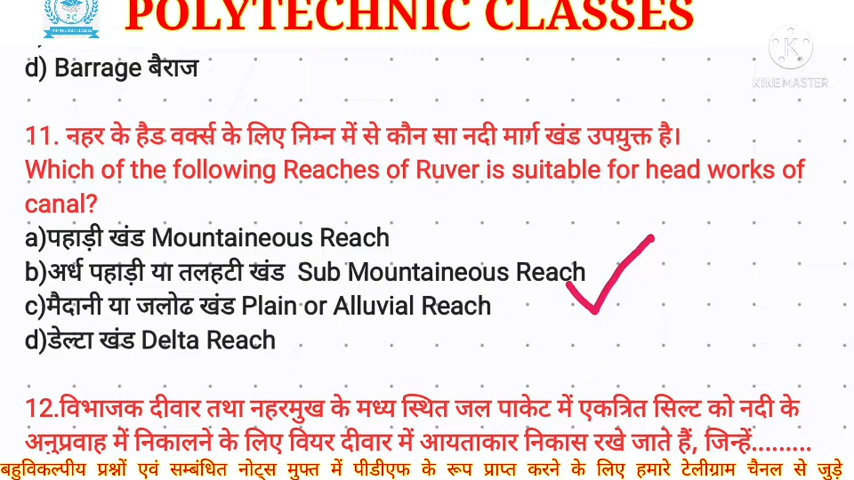 POLYTECHNIC CLASSES
KINEMASTER
d) Barrage बैराज
11. नहर के हैड वर्क्स के लिए निम्न में से कौन सा नदी मार्ग खंड उपयुक्त है।
Which of the following Reaches of Ruver is suitable for head works of
canal?
a)पहाड़ी खंड Mountaineous Reach
b)अर्ध पहाड़ी या तलहटी खंड Sub Mountaineous Reach
c)मैदानी या जलोढ खंड Plain or Alluvial Reach
d)डेल्टा खंड Delta Reach
12.विभाजक दीवार तथा नहरमुख के मध्य स्थित जल पाकेट में एकत्रित सिल्ट को नदी के
अनुप्रवाह में निकालने के लिए वियर दीवार में आयताकार निकास रखे जाते हैं, जिन्हें.........
बहुविकल्पीय प्रश्नों एवं सम्बंधित नोट्स मुफ्त में पीडीएफ के रूप प्राप्त करने के लिए हमारे टेलीग्राम चैनल से जुड़े